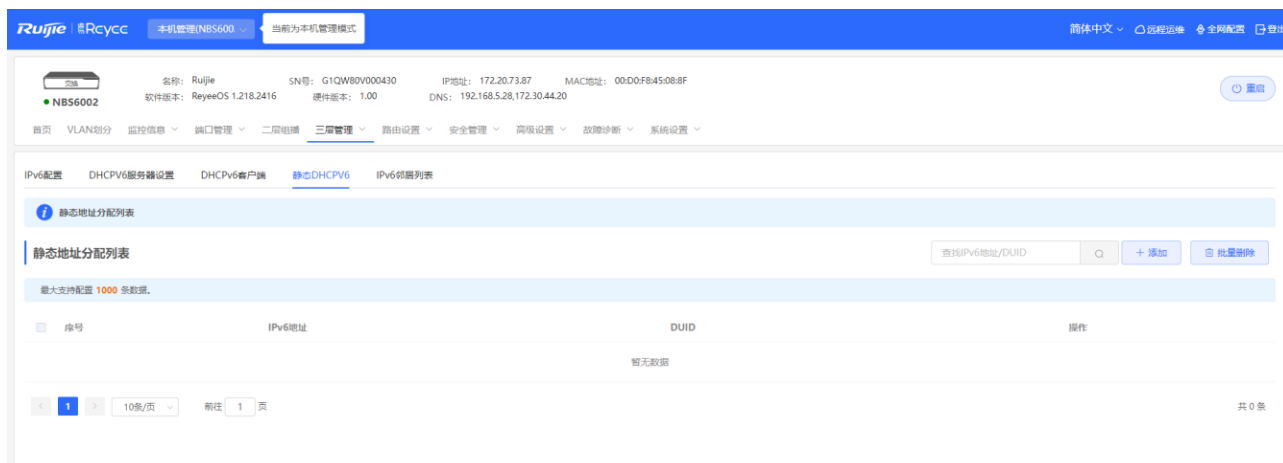 Ruijie | 睿易Rcycc 本机管理(NBS600. 当前为本机管理模式 简体中文 远程运维 全网配置 登出
交换
NBS6002
名称： Ruijie SN号： G1QW80V000430 IP地址： 172.20.73.87 MAC地址： 00:D0:F8:45:08:8F
软件版本： ReyeeOS 1.218.2416 硬件版本： 1.00 DNS： 192.168.5.28,172.30.44.20
重启
首页 VLAN划分 监控信息 端口管理 二层组播 三层管理 路由设置 安全管理 高级设置 故障诊断 系统设置
IPv6配置 DHCPV6服务器设置 DHCPv6客户端 静态DHCPV6 IPv6邻居列表
i 静态地址分配列表
静态地址分配列表 查找IPv6地址/DUID + 添加 批量删除
最大支持配置 1000 条数据。
序号 IPv6地址 DUID 操作
暂无数据
< 1 > 10条/页 前往 1 页 共 0 条